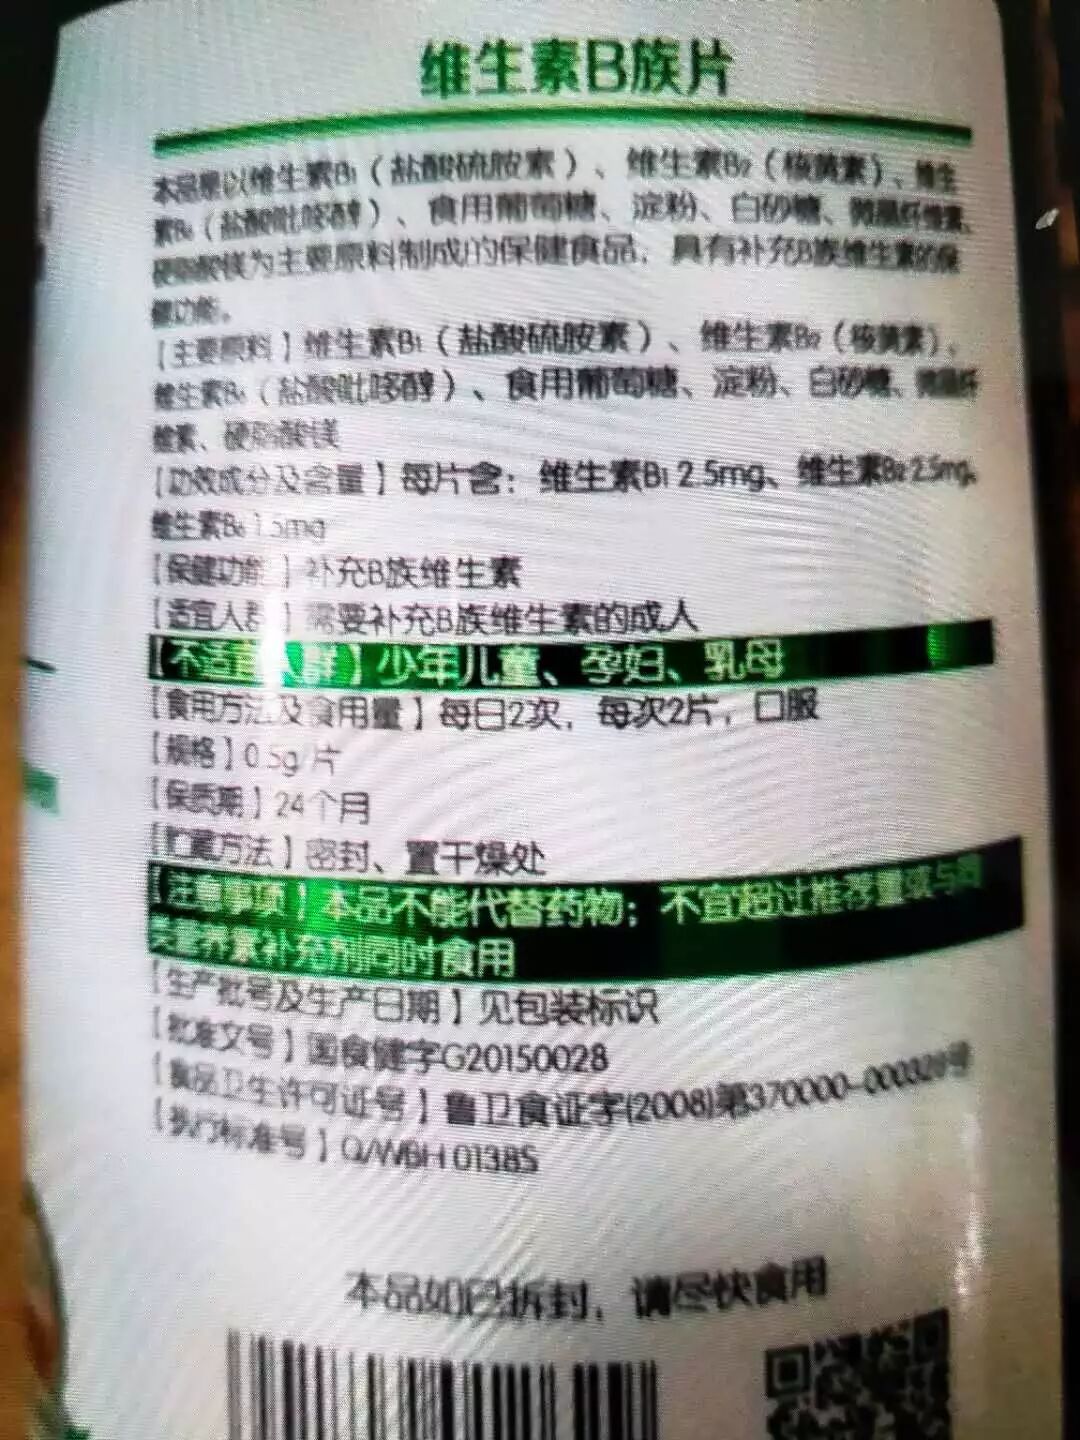 维生素B族片
本品是以维生素B₁（盐酸硫胺素）、维生素B₂（核黄素）、维生
素B₆（盐酸吡哆醇）、食用葡萄糖、淀粉、白砂糖、微晶纤维素、
硬脂酸镁为主要原料制成的保健食品，具有补充B族维生素的保
健功能。
【主要原料】维生素B₁（盐酸硫胺素）、维生素B₂（核黄素）、
维生素B₆（盐酸吡哆醇）、食用葡萄糖、淀粉、白砂糖、微晶纤
维素、硬脂酸镁
【功效成分及含量】每片含：维生素B₁ 2.5mg、维生素B₂ 2.5mg、
维生素B₆ 1.5mg
【保健功能】补充B族维生素
【适宜人群】需要补充B族维生素的成人
【不适宜人群】少年儿童、孕妇、乳母
【食用方法及食用量】每日2次，每次2片，口服
【规格】0.5g/片
【保质期】24个月
【贮藏方法】密封、置干燥处
【注意事项】本品不能代替药物；不宜超过推荐量或与同
类营养素补充剂同时食用
【生产批号及生产日期】见包装标识
【批准文号】国食健字G20150028
【食品卫生许可证号】鲁卫食证字(2008)第370000-000329号
【执行标准号】Q/WBH 0138S
本品如已拆封，请尽快食用